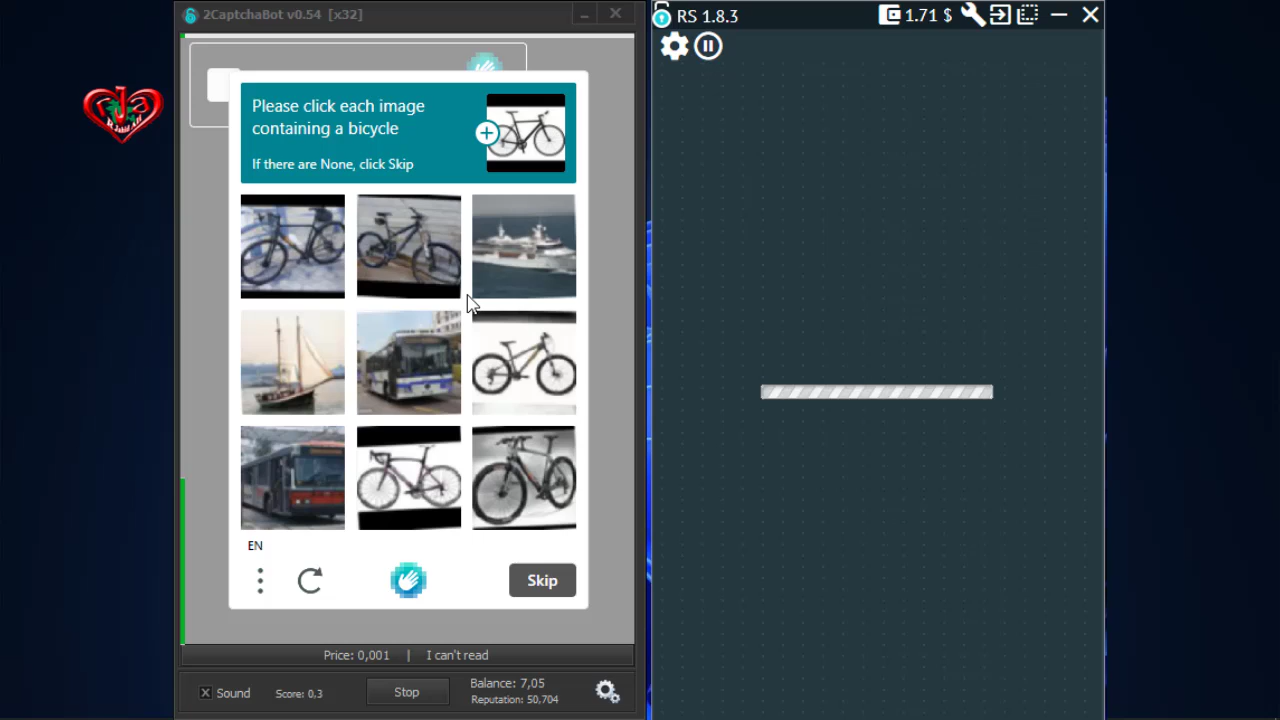 2CaptchaBot v0.54 [x32]
Please click each image
containing a bicycle
If there are None, click Skip
EN
Skip
Price: 0,001 | I can't read
Sound
Score: 0,3
Stop
Balance: 7,05
Reputation: 50,704
RS 1.8.3
1.71 $